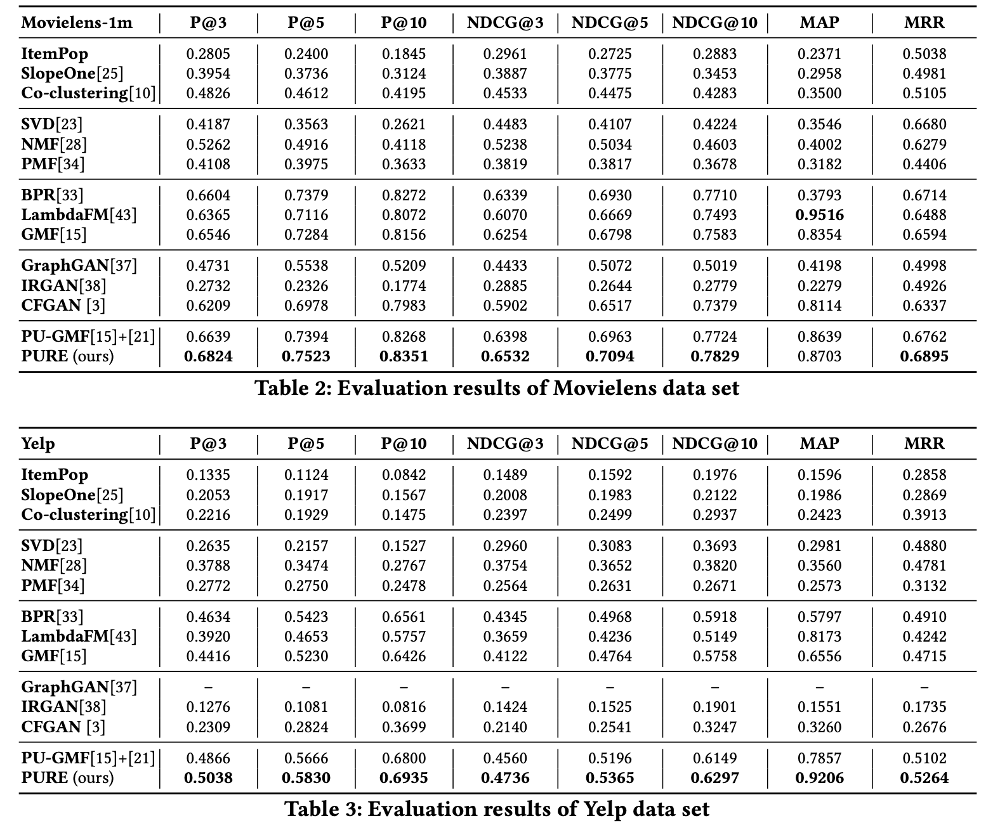 Movielens-1m P@3 P@5 P@10 NDCG@3 NDCG@5 NDCG@10 MAP MRR
ItemPop 0.2805 0.2400 0.1845 0.2961 0.2725 0.2883 0.2371 0.5038
SlopeOne[25] 0.3954 0.3736 0.3124 0.3887 0.3775 0.3453 0.2958 0.4981
Co-clustering[10] 0.4826 0.4612 0.4195 0.4533 0.4475 0.4283 0.3500 0.5105
SVD[23] 0.4187 0.3563 0.2621 0.4483 0.4107 0.4224 0.3546 0.6680
NMF[28] 0.5262 0.4916 0.4118 0.5238 0.5034 0.4603 0.4002 0.6279
PMF[34] 0.4108 0.3975 0.3633 0.3819 0.3817 0.3678 0.3182 0.4406
BPR[33] 0.6604 0.7379 0.8272 0.6339 0.6930 0.7710 0.3793 0.6714
LambdaFM[43] 0.6365 0.7116 0.8072 0.6070 0.6669 0.7493 0.9516 0.6488
GMF[15] 0.6546 0.7284 0.8156 0.6254 0.6798 0.7583 0.8354 0.6594
GraphGAN[37] 0.4731 0.5538 0.5209 0.4433 0.5072 0.5019 0.4198 0.4998
IRGAN[38] 0.2732 0.2326 0.1774 0.2885 0.2644 0.2779 0.2279 0.4926
CFGAN [3] 0.6209 0.6978 0.7983 0.5902 0.6517 0.7379 0.8114 0.6337
PU-GMF[15]+[21] 0.6639 0.7394 0.8268 0.6398 0.6963 0.7724 0.8639 0.6762
PURE (ours) 0.6824 0.7523 0.8351 0.6532 0.7094 0.7829 0.8703 0.6895
Table 2: Evaluation results of Movielens data set
Yelp P@3 P@5 P@10 NDCG@3 NDCG@5 NDCG@10 MAP MRR
ItemPop 0.1335 0.1124 0.0842 0.1489 0.1592 0.1976 0.1596 0.2858
SlopeOne[25] 0.2053 0.1917 0.1567 0.2008 0.1983 0.2122 0.1986 0.2869
Co-clustering[10] 0.2216 0.1929 0.1475 0.2397 0.2499 0.2937 0.2423 0.3913
SVD[23] 0.2635 0.2157 0.1527 0.2960 0.3083 0.3693 0.2981 0.4880
NMF[28] 0.3788 0.3474 0.2767 0.3754 0.3652 0.3820 0.3560 0.4781
PMF[34] 0.2772 0.2750 0.2478 0.2564 0.2631 0.2671 0.2573 0.3132
BPR[33] 0.4634 0.5423 0.6561 0.4345 0.4968 0.5918 0.5797 0.4910
LambdaFM[43] 0.3920 0.4653 0.5757 0.3659 0.4236 0.5149 0.8173 0.4242
GMF[15] 0.4416 0.5230 0.6426 0.4122 0.4764 0.5758 0.6556 0.4715
GraphGAN[37] – – – – – – – –
IRGAN[38] 0.1276 0.1081 0.0816 0.1424 0.1525 0.1901 0.1551 0.1735
CFGAN [3] 0.2309 0.2824 0.3699 0.2140 0.2541 0.3247 0.3260 0.2676
PU-GMF[15]+[21] 0.4866 0.5666 0.6800 0.4560 0.5196 0.6149 0.7857 0.5102
PURE (ours) 0.5038 0.5830 0.6935 0.4736 0.5365 0.6297 0.9206 0.5264
Table 3: Evaluation results of Yelp data set